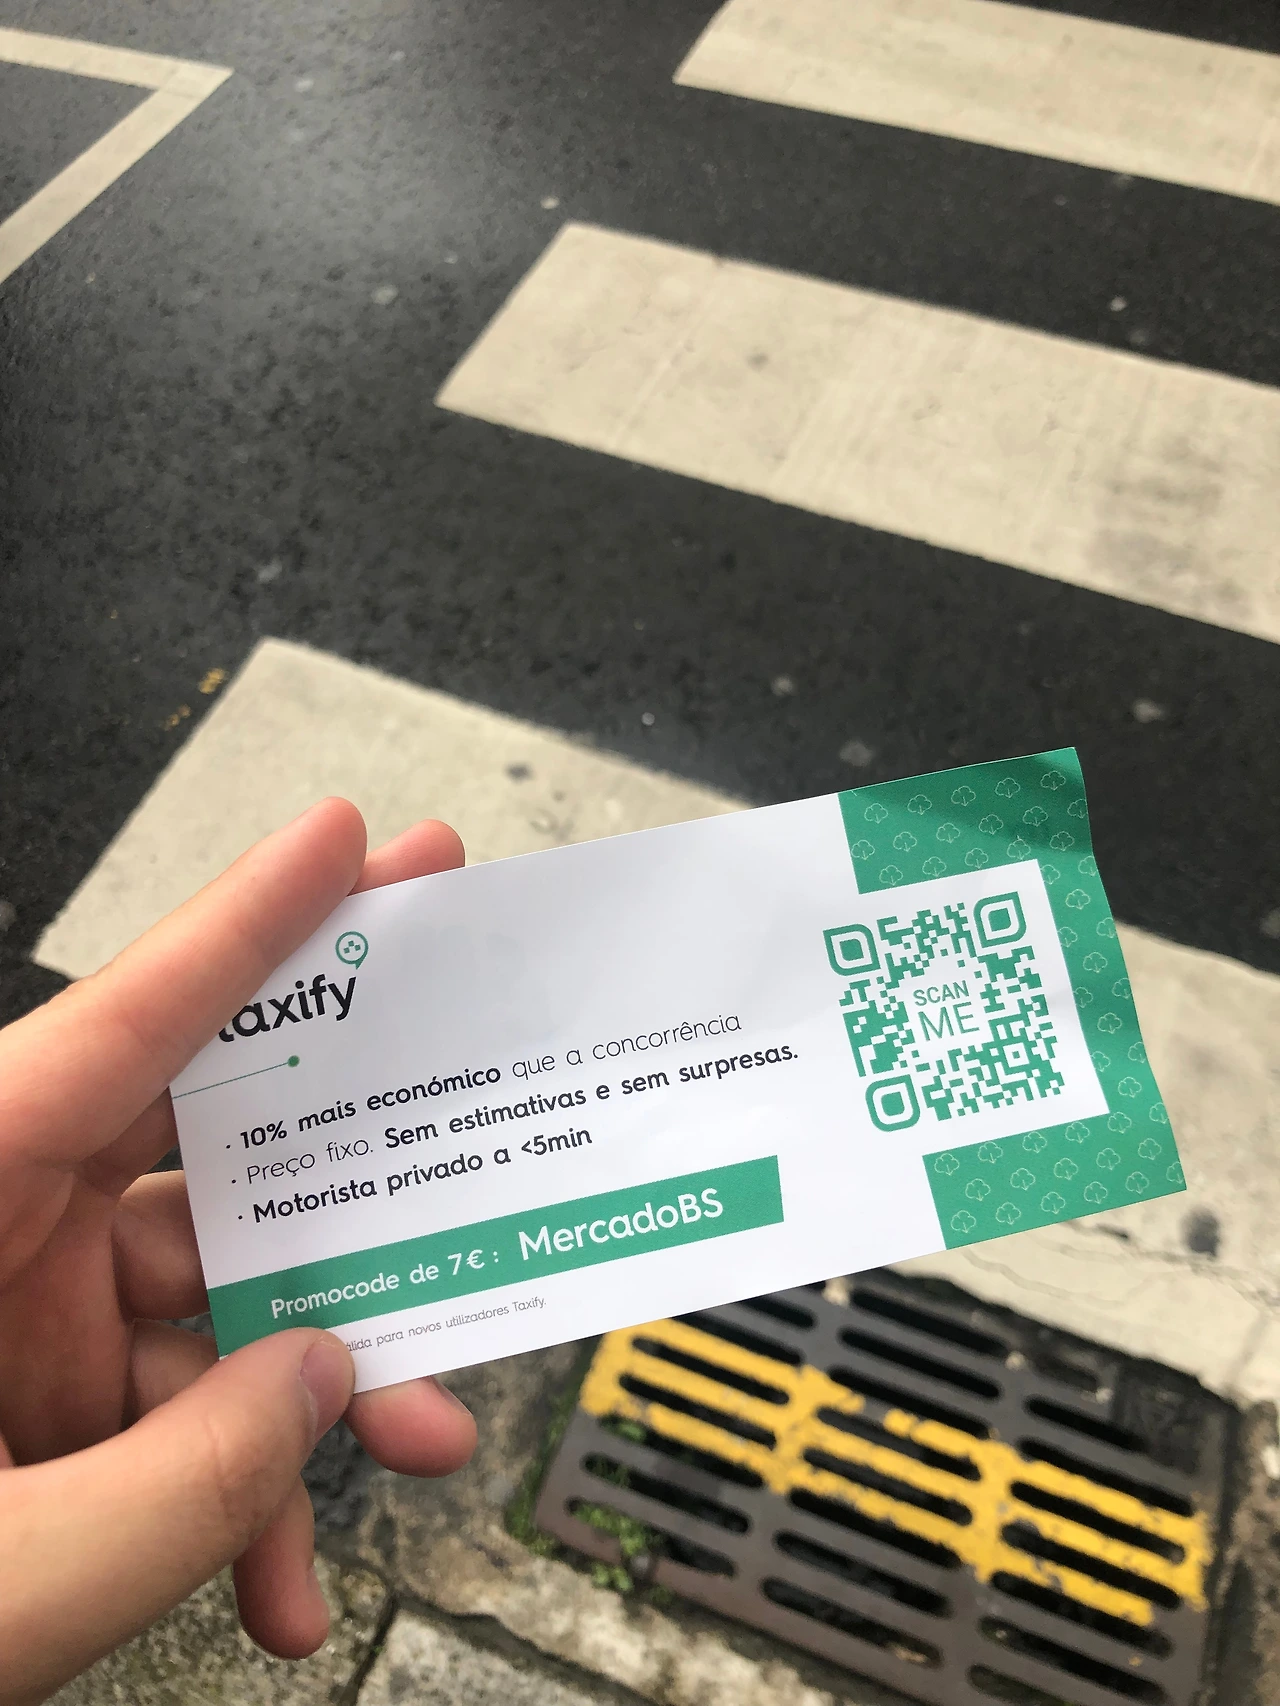 taxify
· 10% mais económico que a concorrência
· Preço fixo. Sem estimativas e sem surpresas.
· Motorista privado a <5min
Promocode de 7€: MercadoBS
para novos utilizadores Taxify.
SCAN
ME